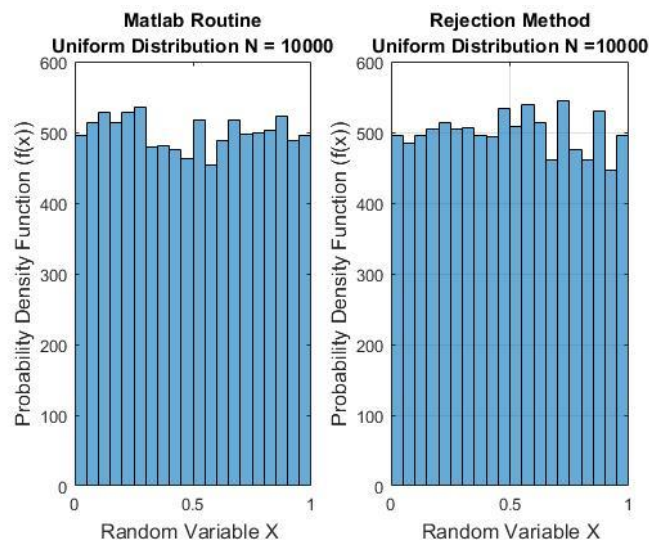 Matlab Routine
Uniform Distribution N = 10000
Probability Density Function (f(x))
600
500
400
300
200
100
0
0
0.5
1
Random Variable X
Rejection Method
Uniform Distribution N =10000
Probability Density Function (f(x))
600
500
400
300
200
100
0
0
0.5
1
Random Variable X